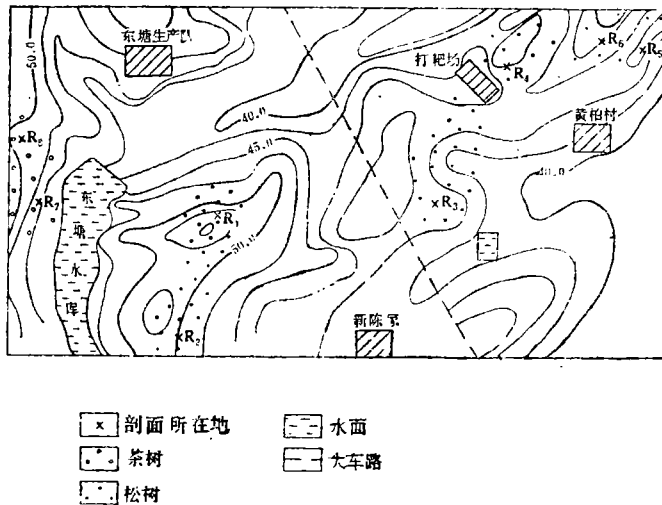 东塘生产队
50.0
打靶场
R4
R6
R5
黄柏村
40.0
45.0
R8
R7
东塘水库
R1
50.0
R3
40.0
R2
新陈家
剖面所在地
茶树
松树
水面
大车路